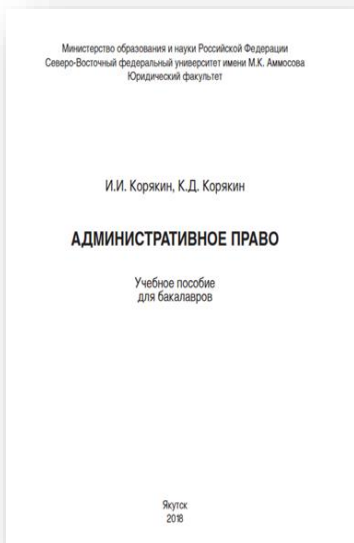 Министерство образования и науки Российской Федерации
Северо-Восточный федеральный университет имени М.К. Аммосова
Юридический факультет
И.И. Корякин, К.Д. Корякин
АДМИНИСТРАТИВНОЕ ПРАВО
Учебное пособие
для бакалавров
Якутск
2018